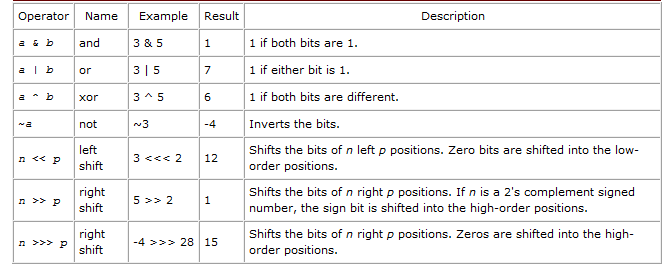 Operator Name Example Result Description
a & b and 3 & 5 1 1 if both bits are 1.
a | b or 3 | 5 7 1 if either bit is 1.
a ^ b xor 3 ^ 5 6 1 if both bits are different.
~a not ~3 -4 Inverts the bits.
n << p left shift 3 <<< 2 12 Shifts the bits of n left p positions. Zero bits are shifted into the low-
order positions.
n >> p right shift 5 >> 2 1 Shifts the bits of n right p positions. If n is a 2's complement signed
number, the sign bit is shifted into the high-order positions.
n >>> p right shift -4 >>> 28 15 Shifts the bits of n right p positions. Zeros are shifted into the high-
order positions.